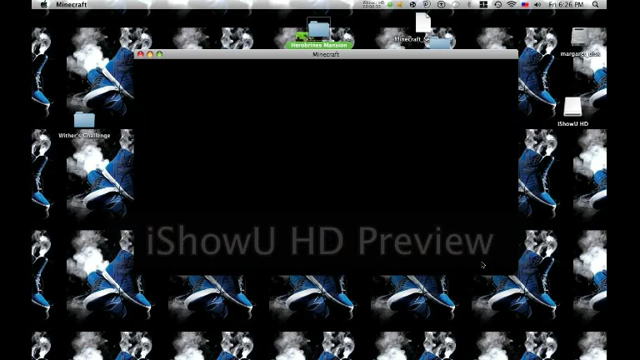 Minecraft
Fri 6:26 PM
Herobrines Mansion
Minecraft
iShowU HD
Wither's Challenge
iShowU HD Preview